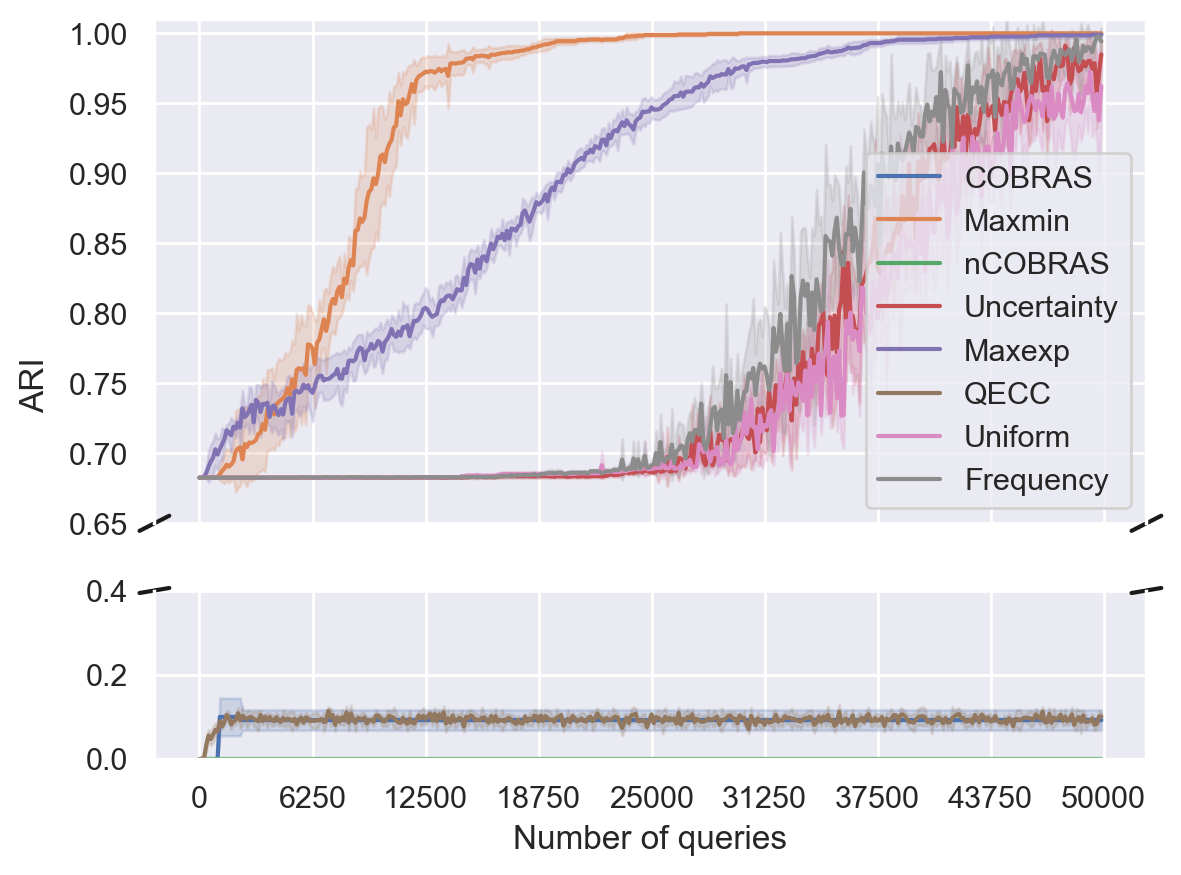 1.00
0.95
0.90
0.85
0.80
0.75
0.70
0.65
ARI
COBRAS
Maxmin
nCOBRAS
Uncertainty
Maxexp
QECC
Uniform
Frequency
0.4
0.2
0.0
0 6250 12500 18750 25000 31250 37500 43750 50000
Number of queries